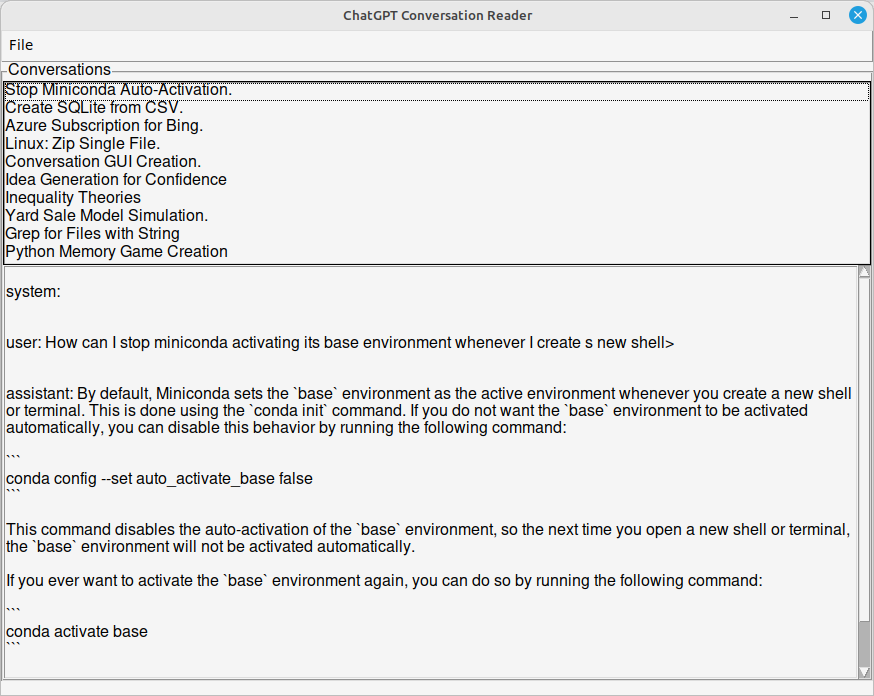 ChatGPT Conversation Reader
File
Conversations
Stop Miniconda Auto-Activation.
Create SQLite from CSV.
Azure Subscription for Bing.
Linux: Zip Single File.
Conversation GUI Creation.
Idea Generation for Confidence
Inequality Theories
Yard Sale Model Simulation.
Grep for Files with String
Python Memory Game Creation
system:
user: How can I stop miniconda activating its base environment whenever I create s new shell>
assistant: By default, Miniconda sets the `base` environment as the active environment whenever you create a new shell
or terminal. This is done using the `conda init` command. If you do not want the `base` environment to be activated
automatically, you can disable this behavior by running the following command:
```
conda config --set auto_activate_base false
```
This command disables the auto-activation of the `base` environment, so the next time you open a new shell or terminal,
the `base` environment will not be activated automatically.
If you ever want to activate the `base` environment again, you can do so by running the following command:
```
conda activate base
```